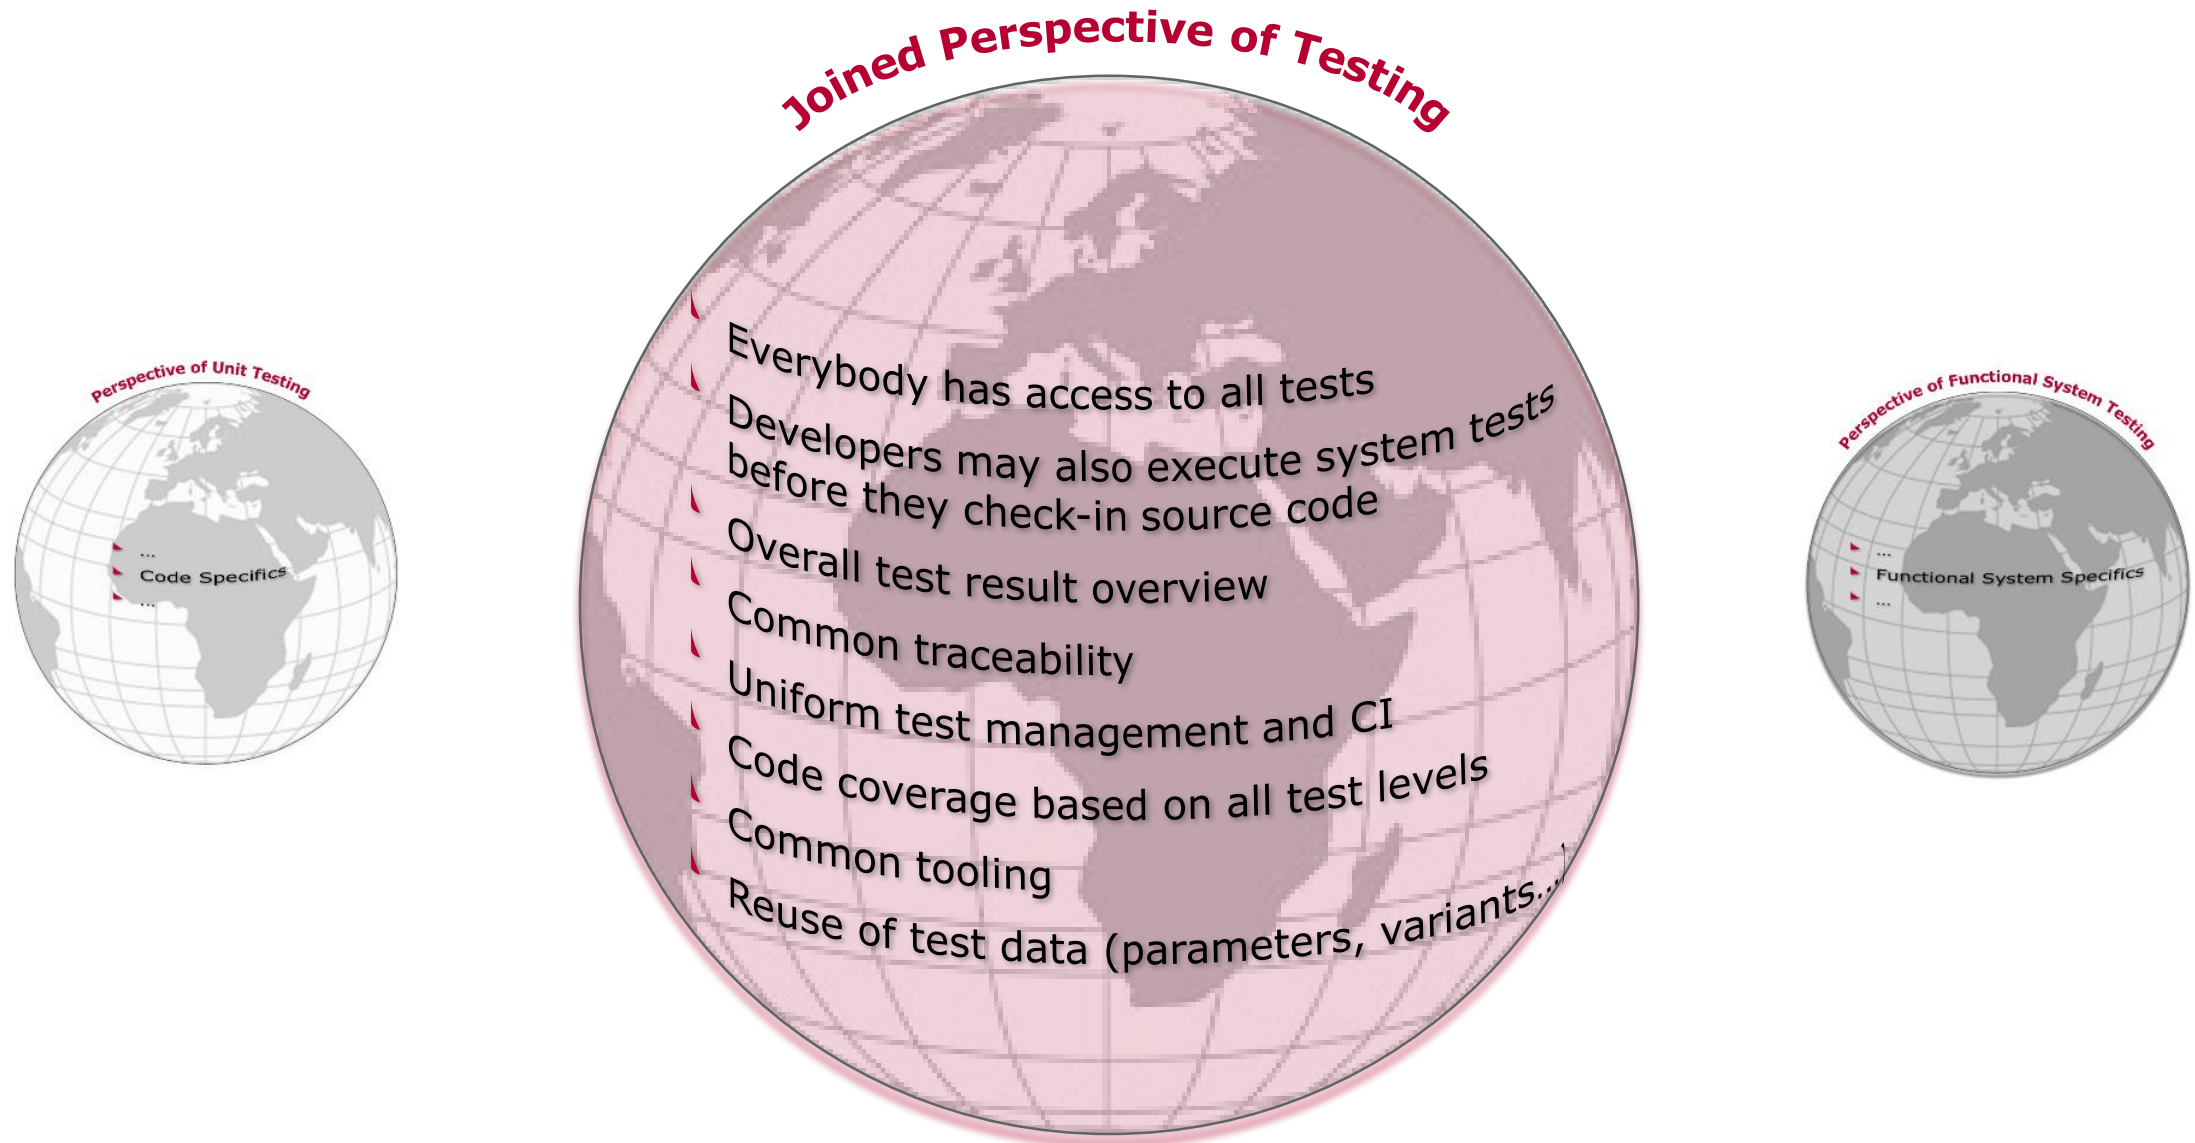 Joined Perspective of Testing
Everybody has access to all tests
Developers may also execute system tests
before they check-in source code
Overall test result overview
Common traceability
Uniform test management and CI
Code coverage based on all test levels
Common tooling
Reuse of test data (parameters, variants...)
Perspective of Unit Testing
...
Code Specifics
...
Perspective of Functional System Testing
...
Functional System Specifics
...